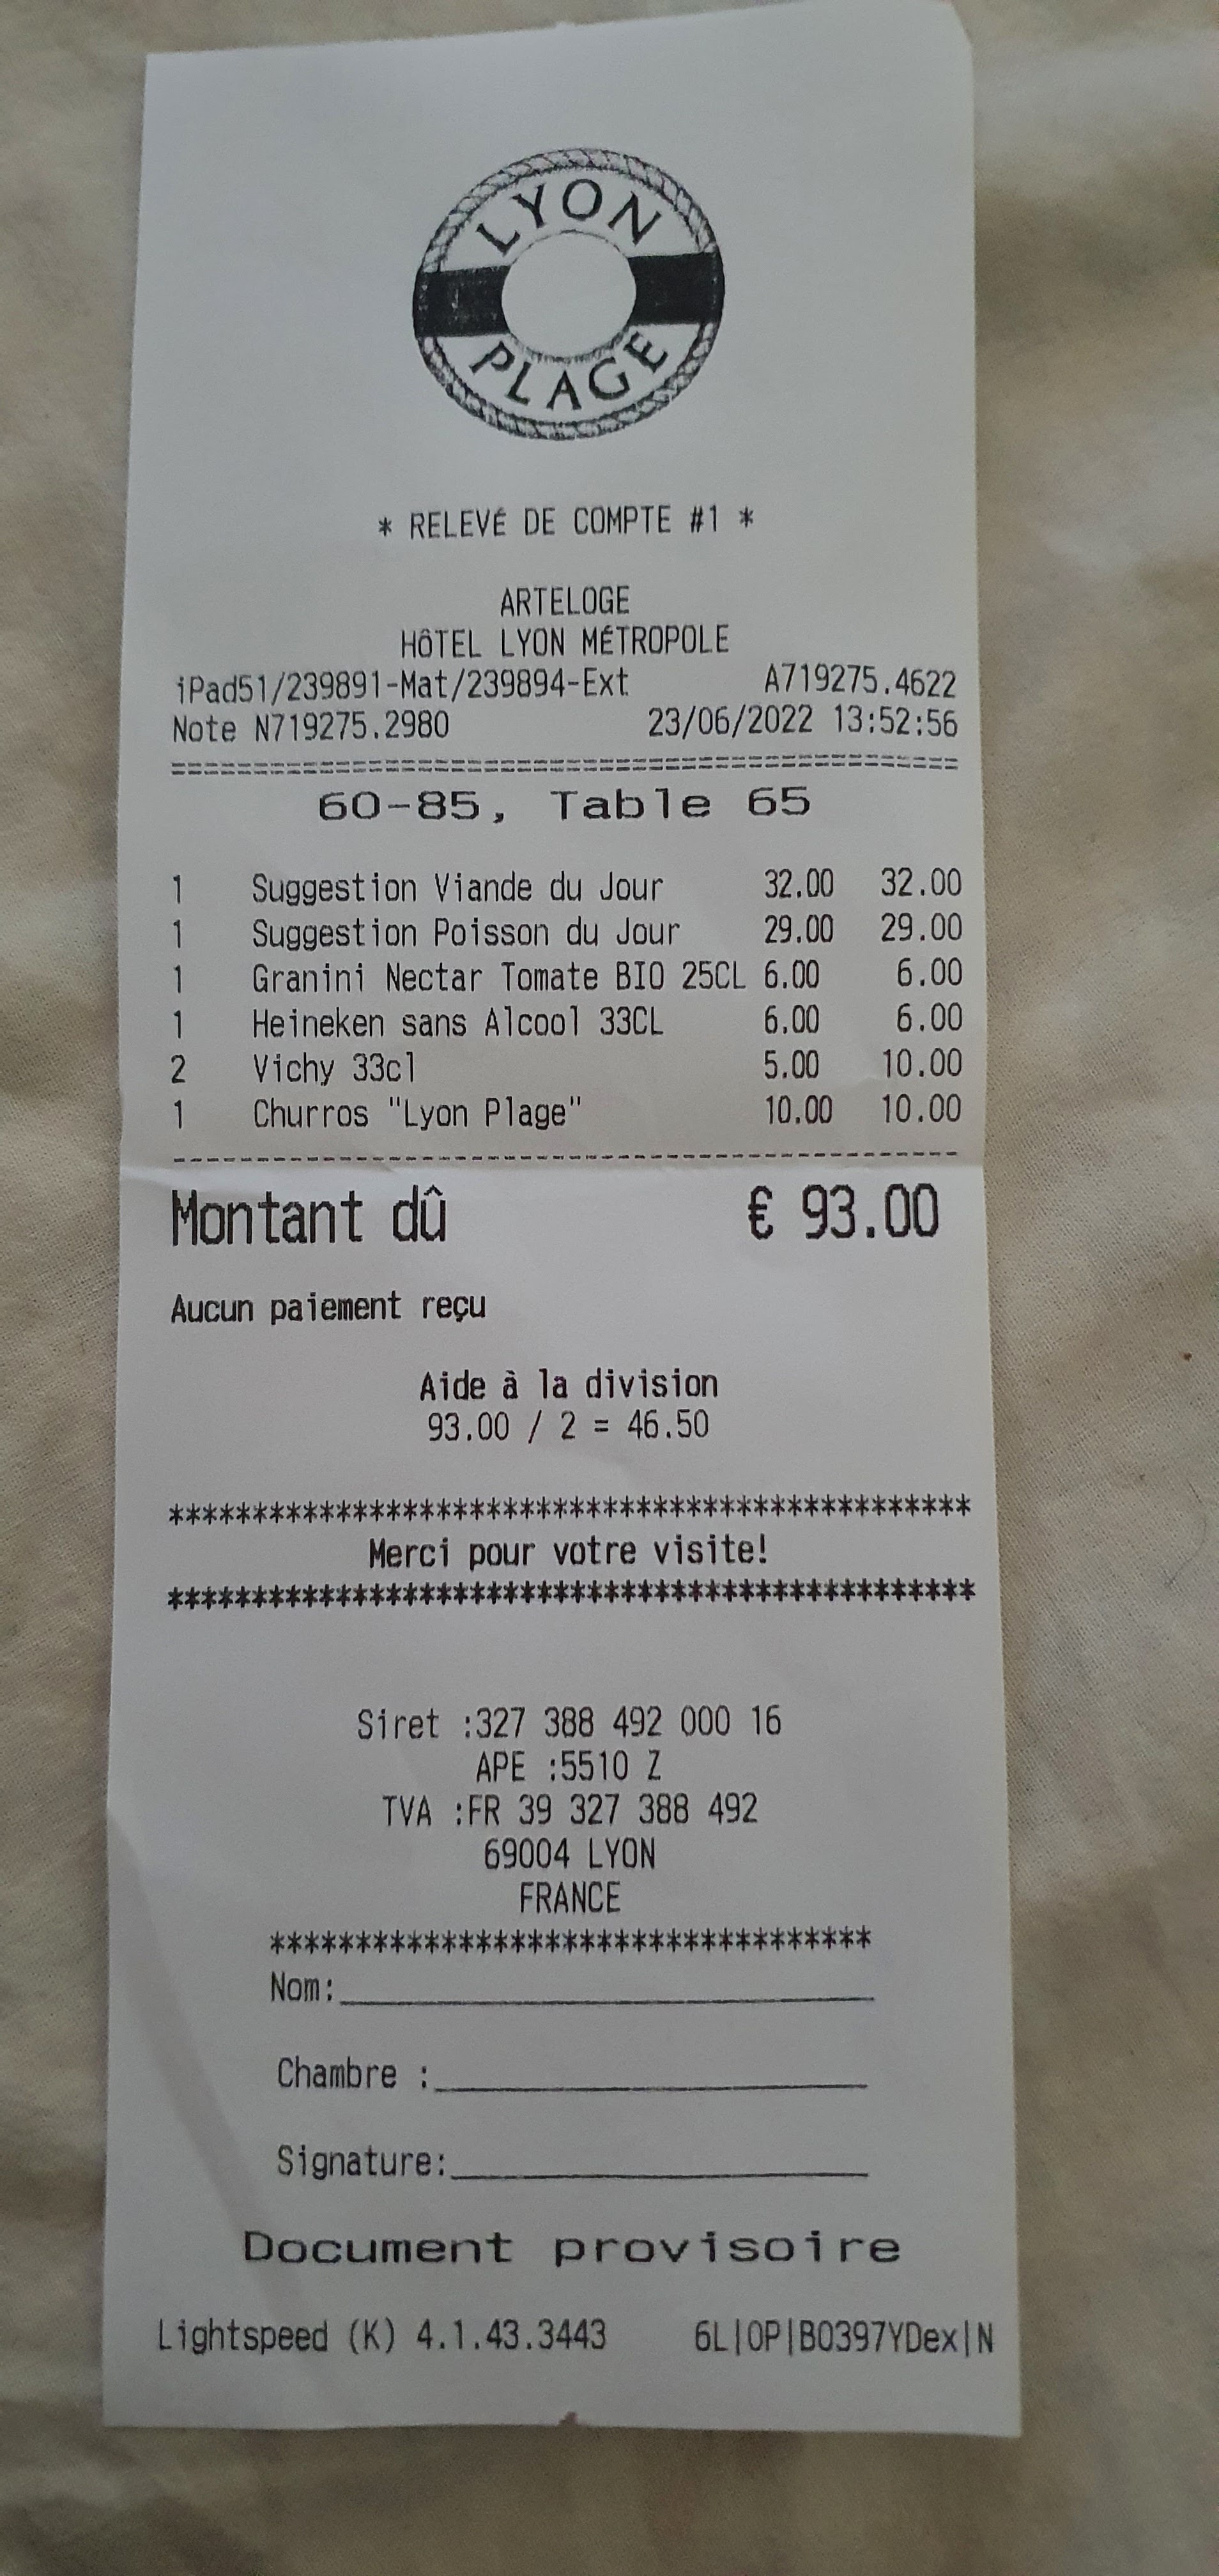 LYON
PLAGE
* RELEVÉ DE COMPTE #1 *
ARTELOGE
HÔTEL LYON MÉTROPOLE
iPad51/239891-Mat/239894-Ext A719275.4622
Note N719275.2980 23/06/2022 13:52:56
================================================
60-85, Table 65
1 Suggestion Viande du Jour 32.00 32.00
1 Suggestion Poisson du Jour 29.00 29.00
1 Granini Nectar Tomate BIO 25CL 6.00 6.00
1 Heineken sans Alcool 33CL 6.00 6.00
2 Vichy 33cl 5.00 10.00
1 Churros "Lyon Plage" 10.00 10.00
------------------------------------------------
Montant dû € 93.00
Aucun paiement reçu
Aide à la division
93.00 / 2 = 46.50
************************************************
Merci pour votre visite!
************************************************
Siret :327 388 492 000 16
APE :5510 Z
TVA :FR 39 327 388 492
69004 LYON
FRANCE
***********************************
Nom:________________
Chambre :________________
Signature:________________
Document provisoire
Lightspeed (K) 4.1.43.3443 6L|OP|B0397YDex|N